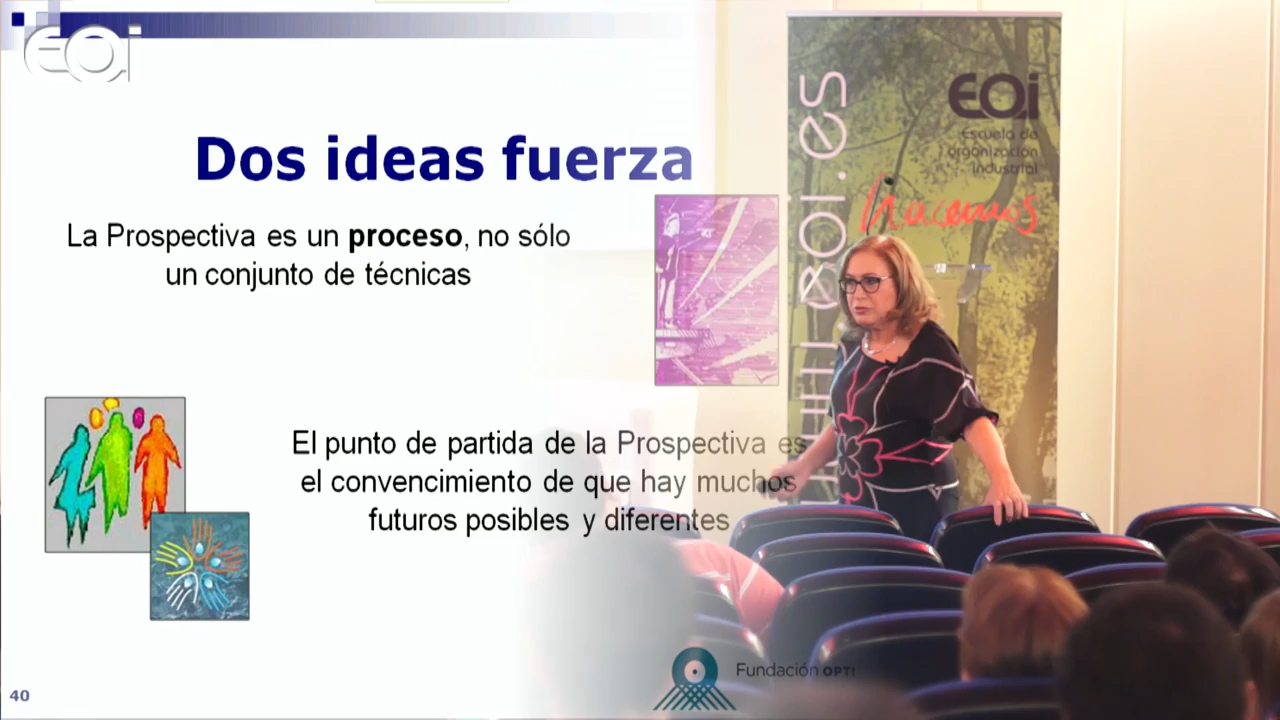 EOi
Dos ideas fuerza
La Prospectiva es un proceso, no sólo
un conjunto de técnicas
El punto de partida de la Prospectiva es
el convencimiento de que hay muchos
futuros posibles y diferentes
Fundación OPTI
40
EOi
Escuela de
organización
industrial
hacemos
eoi.es